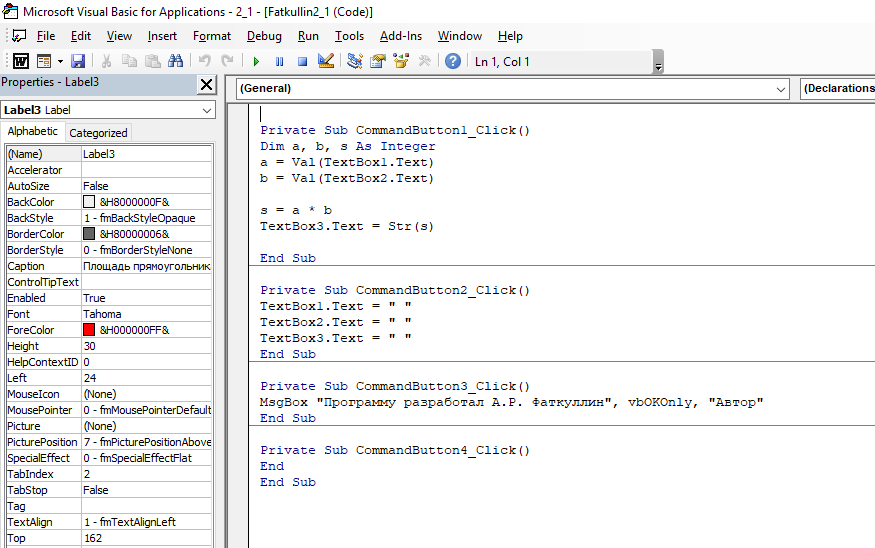 Microsoft Visual Basic for Applications - 2_1 - [Fatkullin2_1 (Code)]
File Edit View Insert Format Debug Run Tools Add-Ins Window Help
Ln 1, Col 1
Properties - Label3
Label3 Label
Alphabetic Categorized
(Name) Label3
Accelerator
AutoSize False
BackColor &H8000000F&
BackStyle 1 - fmBackStyleOpaque
BorderColor &H80000006&
BorderStyle 0 - fmBorderStyleNone
Caption Площадь прямоугольник
ControlTipText
Enabled True
Font Tahoma
ForeColor &H000000FF&
Height 30
HelpContextID 0
Left 24
MouseIcon (None)
MousePointer 0 - fmMousePointerDefault
Picture (None)
PicturePosition 7 - fmPicturePositionAbove
SpecialEffect 0 - fmSpecialEffectFlat
TabIndex 2
TabStop False
Tag
TextAlign 1 - fmTextAlignLeft
Top 162
(General) (Declarations
Private Sub CommandButton1_Click()
Dim a, b, s As Integer
a = Val(TextBox1.Text)
b = Val(TextBox2.Text)
s = a * b
TextBox3.Text = Str(s)
End Sub
Private Sub CommandButton2_Click()
TextBox1.Text = " "
TextBox2.Text = " "
TextBox3.Text = " "
End Sub
Private Sub CommandButton3_Click()
MsgBox "Программу разработал А.Р. Фаткуллин", vbOKOnly, "Автор"
End Sub
Private Sub CommandButton4_Click()
End
End Sub